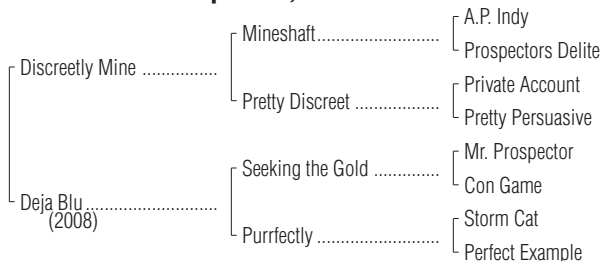 A.P. Indy
Mineshaft...................
Prospectors Delite
Discreetly Mine ................
Private Account
Pretty Discreet ..................
Pretty Persuasive
Mr. Prospector
Seeking the Gold ..............
Con Game
Deja Blu............................
(2008)
Storm Cat
Purrfectly ..........................
Perfect Example